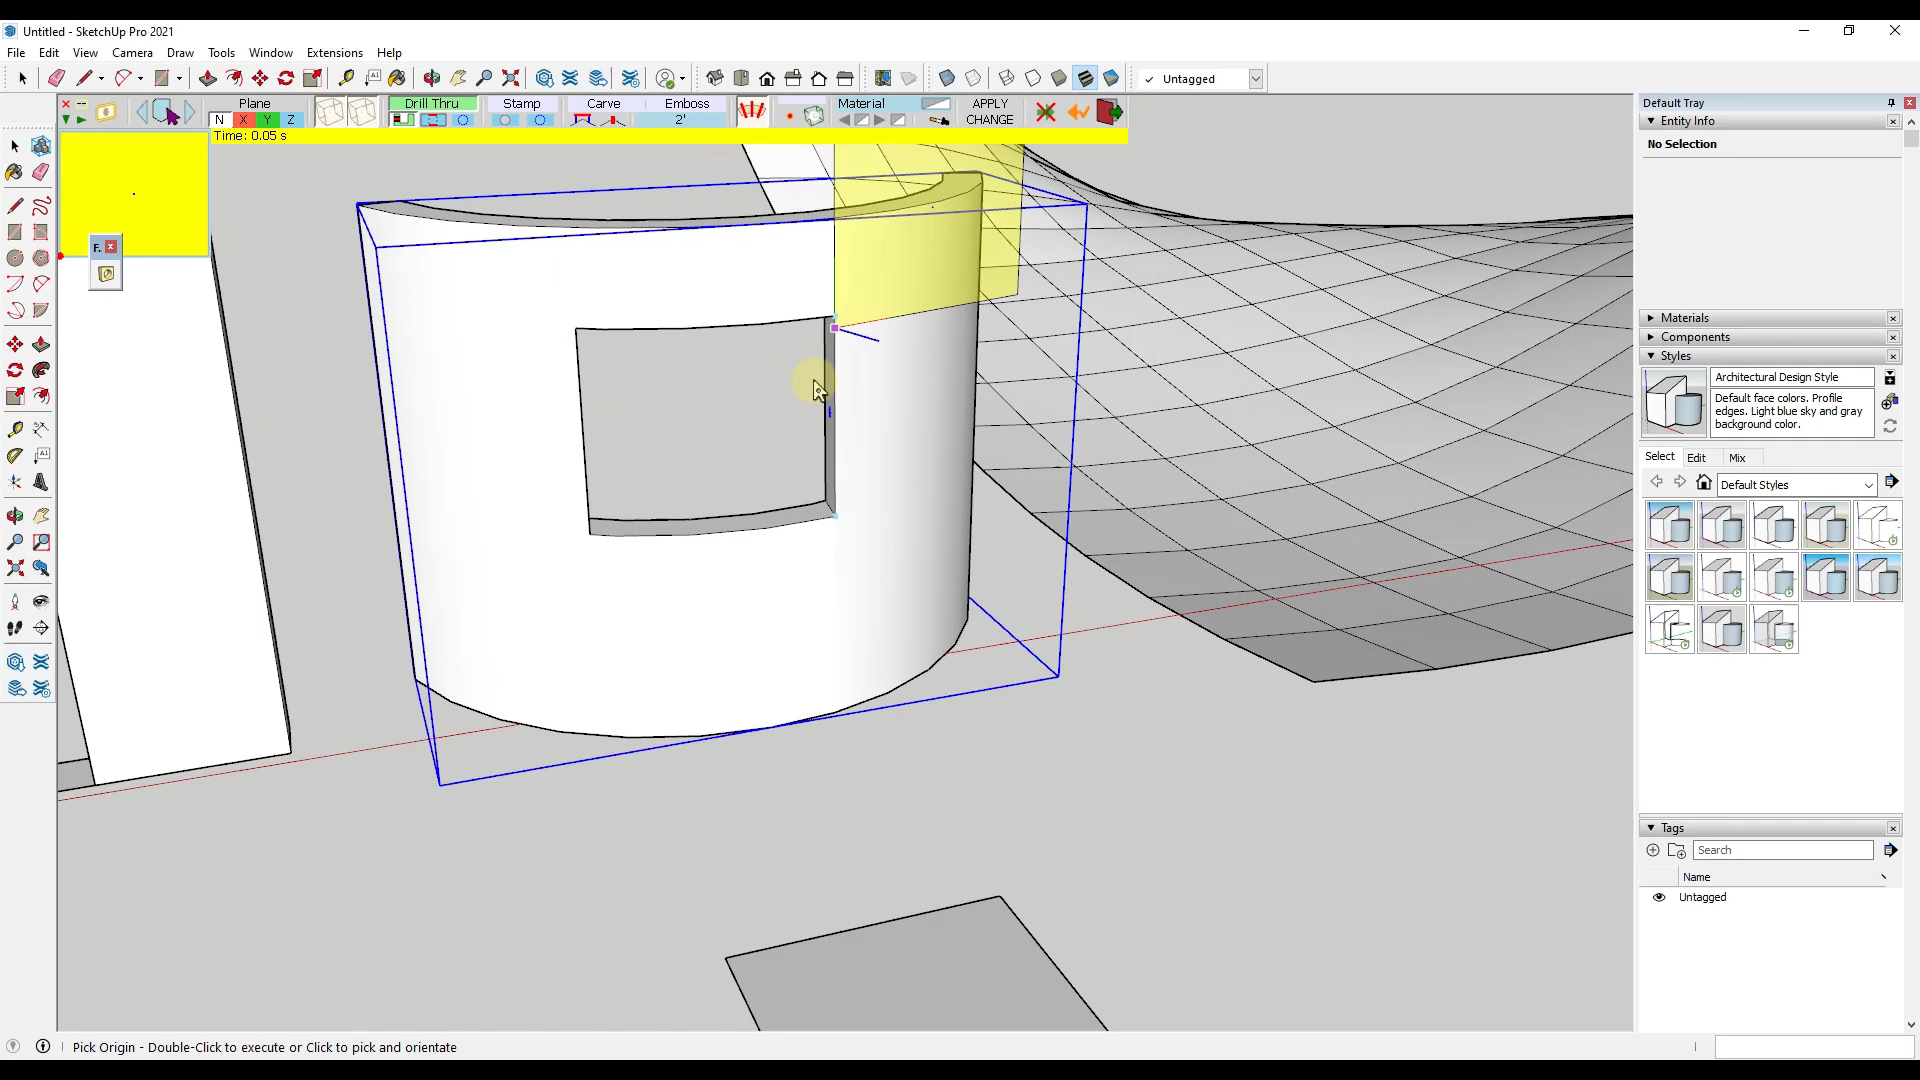 Untitled - SketchUp Pro 2021
File Edit View Camera Draw Tools Window Extensions Help
Untagged
Plane Drill Thru Stamp Carve Emboss Material APPLY
N X Y Z 2' CHANGE
Time: 0.05 s
F.
Default Tray
Entity Info
No Selection
Materials
Components
Styles
Architectural Design Style
Default face colors. Profile
edges. Light blue sky and gray
background color.
Select Edit Mix
Default Styles
Tags
Search
Name
Untagged
Pick Origin - Double-Click to execute or Click to pick and orientate